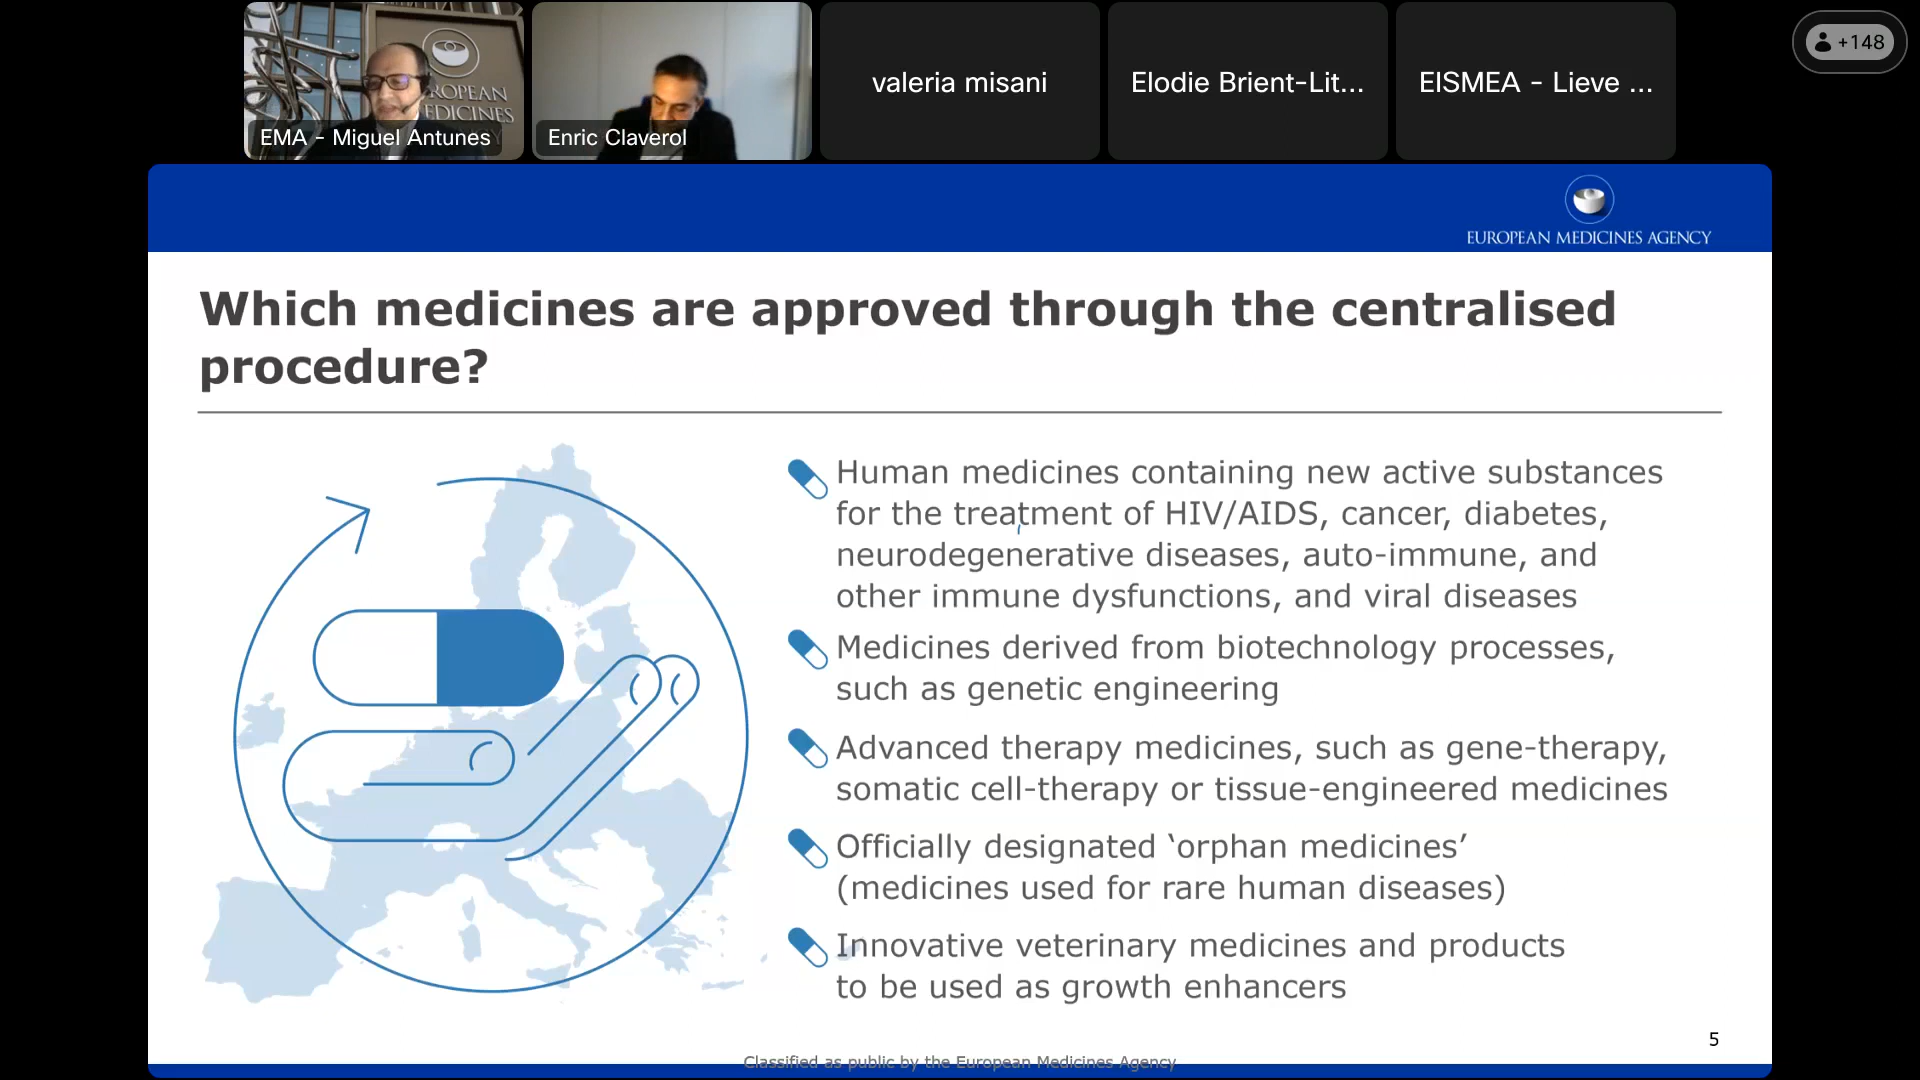 EUROPEAN
MEDICINES
EMA - Miguel Antunes
Enric Claverol
valeria misani
Elodie Brient-Lit...
EISMEA - Lieve ...
+148
EUROPEAN MEDICINES AGENCY
Which medicines are approved through the centralised
procedure?
Human medicines containing new active substances
for the treatment of HIV/AIDS, cancer, diabetes,
neurodegenerative diseases, auto-immune, and
other immune dysfunctions, and viral diseases
Medicines derived from biotechnology processes,
such as genetic engineering
Advanced therapy medicines, such as gene-therapy,
somatic cell-therapy or tissue-engineered medicines
Officially designated ‘orphan medicines’
(medicines used for rare human diseases)
Innovative veterinary medicines and products
to be used as growth enhancers
5
Classified as public by the European Medicines Agency